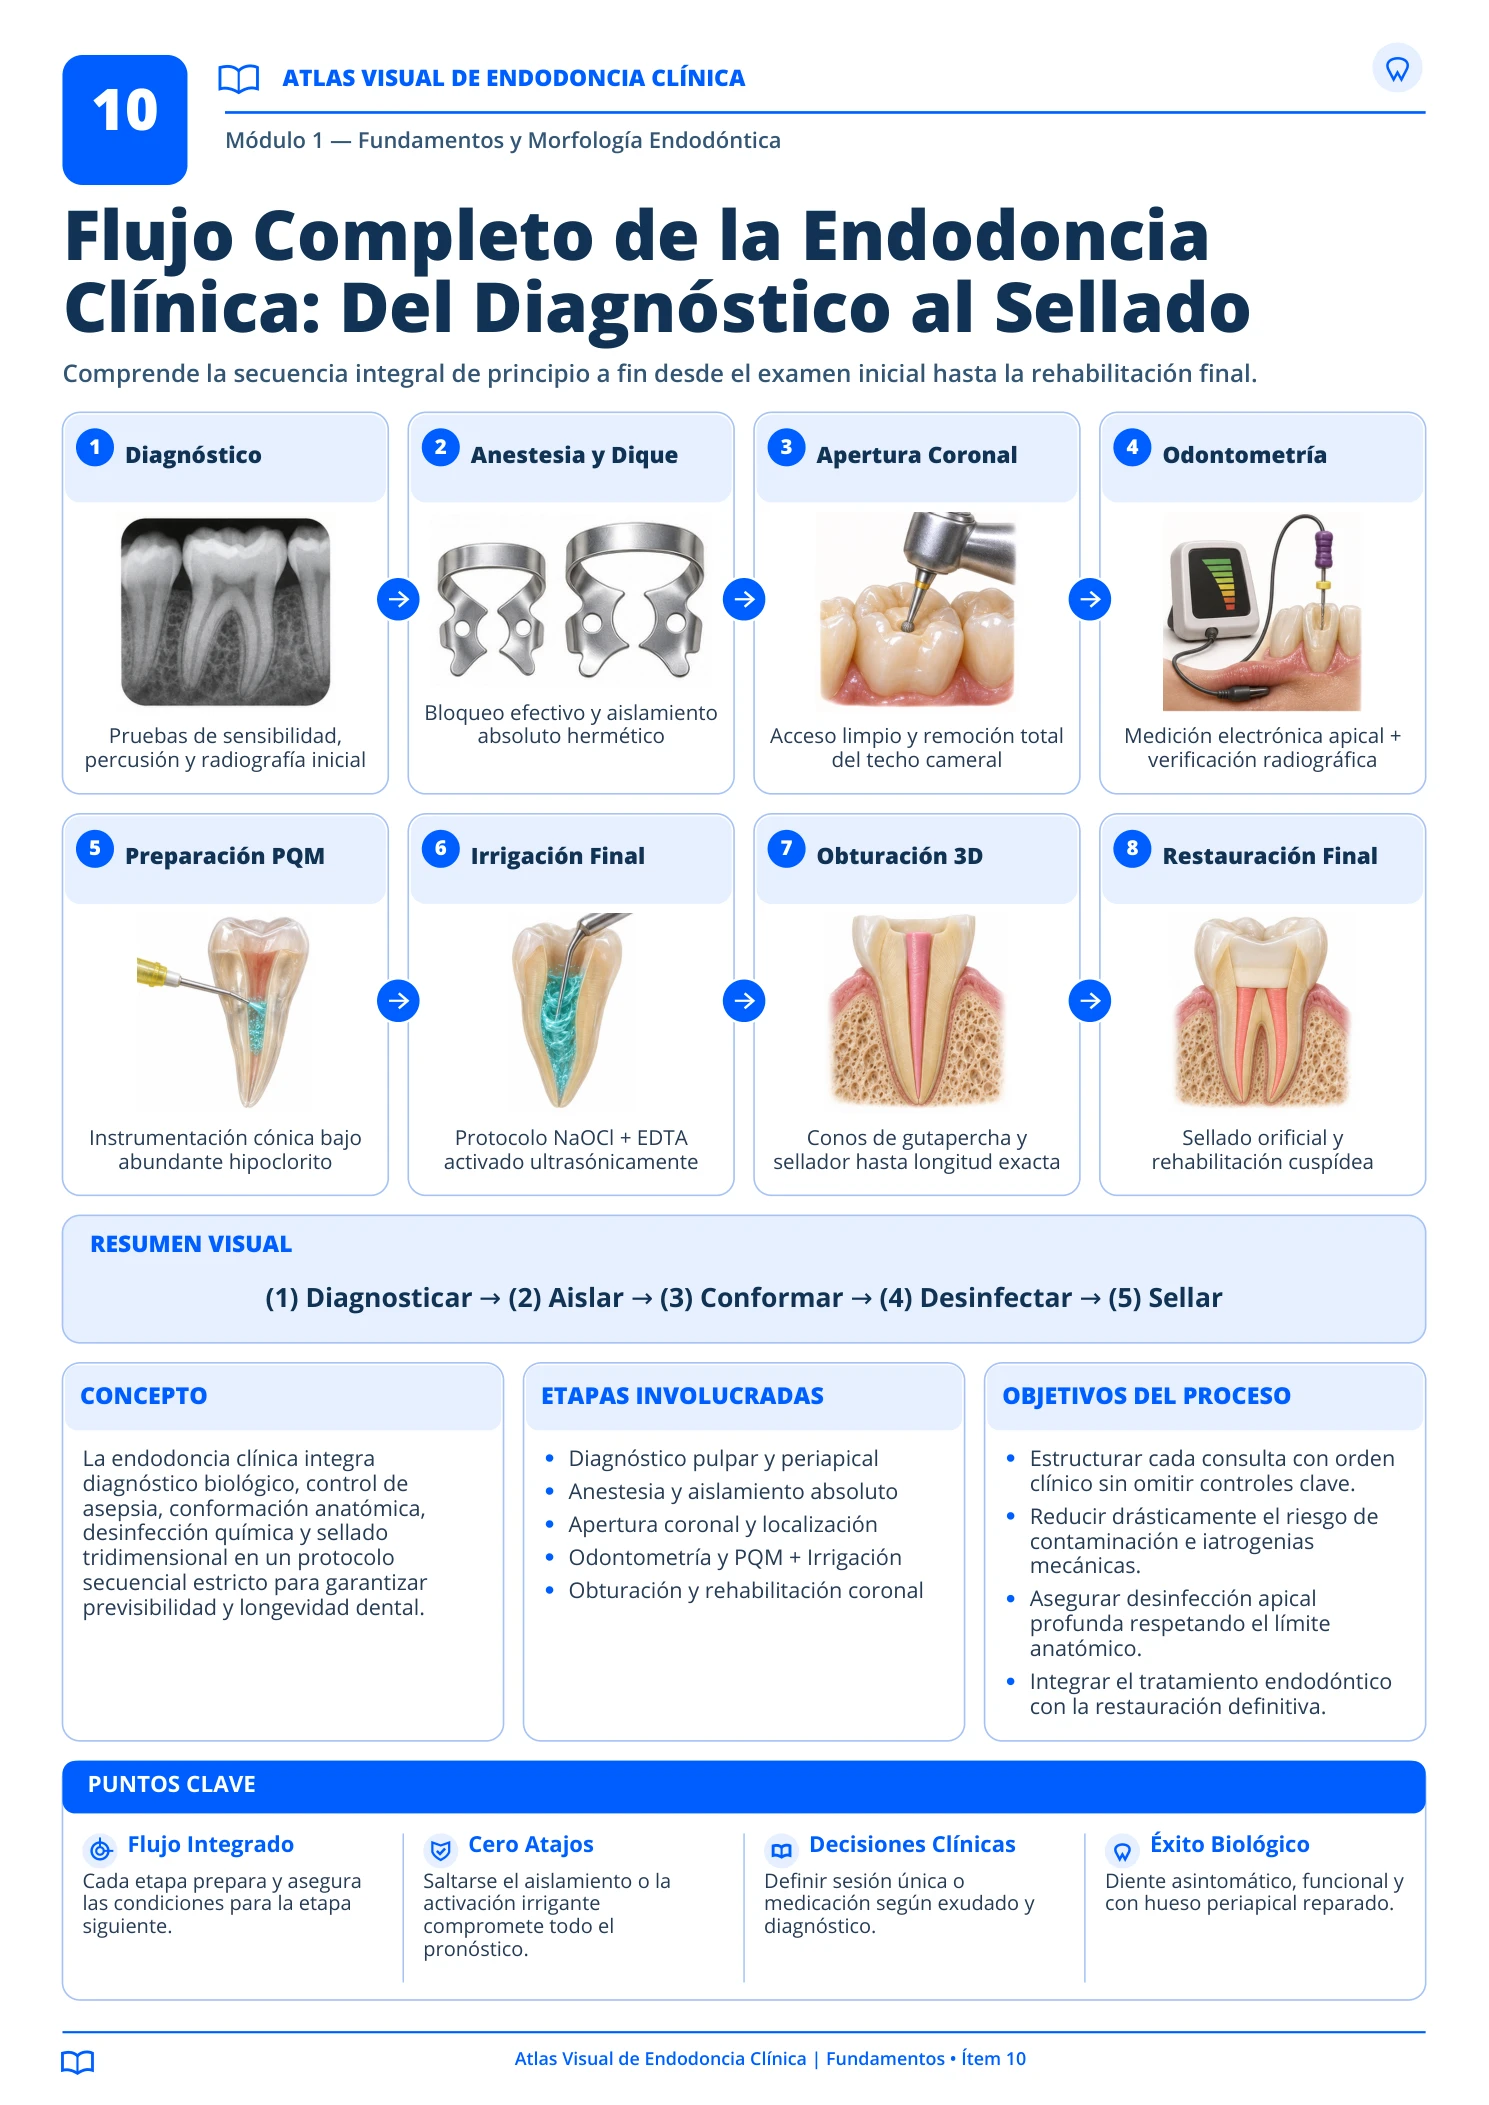 10
ATLAS VISUAL DE ENDODONCIA CLÍNICA
Módulo 1 — Fundamentos y Morfología Endodóntica
Flujo Completo de la Endodoncia
Clínica: Del Diagnóstico al Sellado
Comprende la secuencia integral de principio a fin desde el examen inicial hasta la rehabilitación final.
1 Diagnóstico
Pruebas de sensibilidad,
percusión y radiografía inicial
2 Anestesia y Dique
Bloqueo efectivo y aislamiento
absoluto hermético
3 Apertura Coronal
Acceso limpio y remoción total
del techo cameral
4 Odontometría
Medición electrónica apical +
verificación radiográfica
5 Preparación PQM
Instrumentación cónica bajo
abundante hipoclorito
6 Irrigación Final
Protocolo NaOCl + EDTA
activado ultrasónicamente
7 Obturación 3D
Conos de gutapercha y
sellador hasta longitud exacta
8 Restauración Final
Sellado orificial y
rehabilitación cuspídea
RESUMEN VISUAL
(1) Diagnosticar → (2) Aislar → (3) Conformar → (4) Desinfectar → (5) Sellar
CONCEPTO
La endodoncia clínica integra
diagnóstico biológico, control de
asepsia, conformación anatómica,
desinfección química y sellado
tridimensional en un protocolo
secuencial estricto para garantizar
previsibilidad y longevidad dental.
ETAPAS INVOLUCRADAS
• Diagnóstico pulpar y periapical
• Anestesia y aislamiento absoluto
• Apertura coronal y localización
• Odontometría y PQM + Irrigación
• Obturación y rehabilitación coronal
OBJETIVOS DEL PROCESO
• Estructurar cada consulta con orden
clínico sin omitir controles clave.
• Reducir drásticamente el riesgo de
contaminación e iatrogenias
mecánicas.
• Asegurar desinfección apical
profunda respetando el límite
anatómico.
• Integrar el tratamiento endodóntico
con la restauración definitiva.
PUNTOS CLAVE
Flujo Integrado
Cada etapa prepara y asegura
las condiciones para la etapa
siguiente.
Cero Atajos
Saltarse el aislamiento o la
activación irrigante
compromete todo el
pronóstico.
Decisiones Clínicas
Definir sesión única o
medicación según exudado y
diagnóstico.
Éxito Biológico
Diente asintomático, funcional y
con hueso periapical reparado.
Atlas Visual de Endodoncia Clínica | Fundamentos • Ítem 10